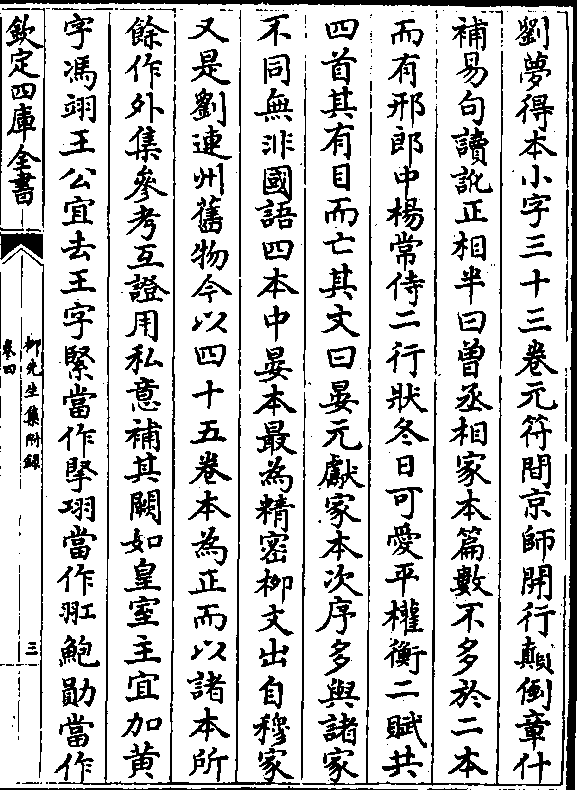 劉夢得本小字三十三卷元符間京師開行顛倒章什
補易句讀訛正相半曰曾丞相家本篇數不多於二本
而有邢郎中楊常侍二行狀冬日可愛平權衡二賦共
四首其有目而亡其文曰晏元獻家本次序多與諸家
不同無非國語四本中晏本最為精密柳文出自穆家
又是劉連州舊物今以四十五卷本為正而以諸本所
餘作外集參考互證用私意補其闕如皇室主宜加黄
字馮翊王公宜去王字緊當作䀼翊當作羾鮑勛當作
欽定四庫全書
柳先生集附録
卷四
三